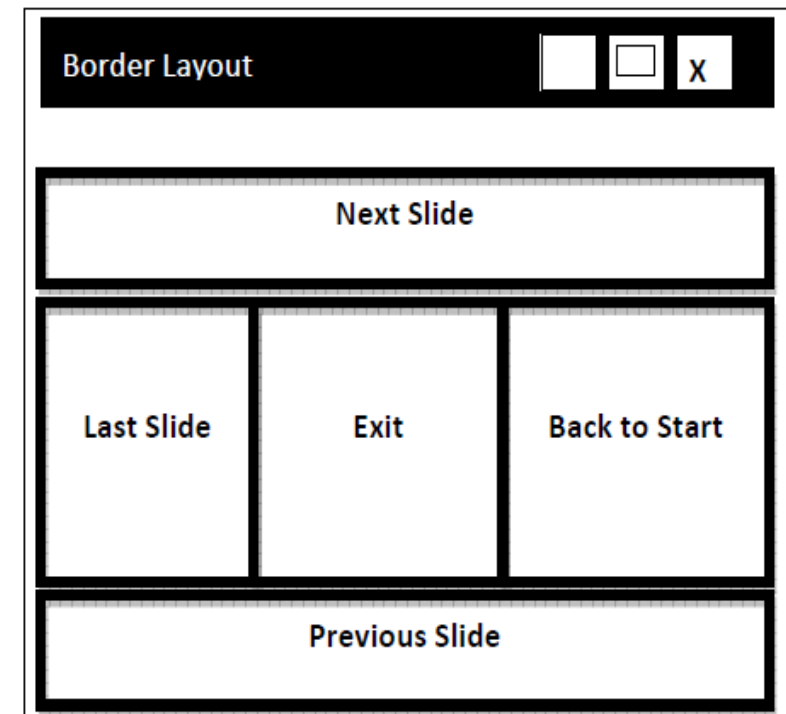 Border Layout
X
Next Slide
Last Slide
Exit
Back to Start
Previous Slide